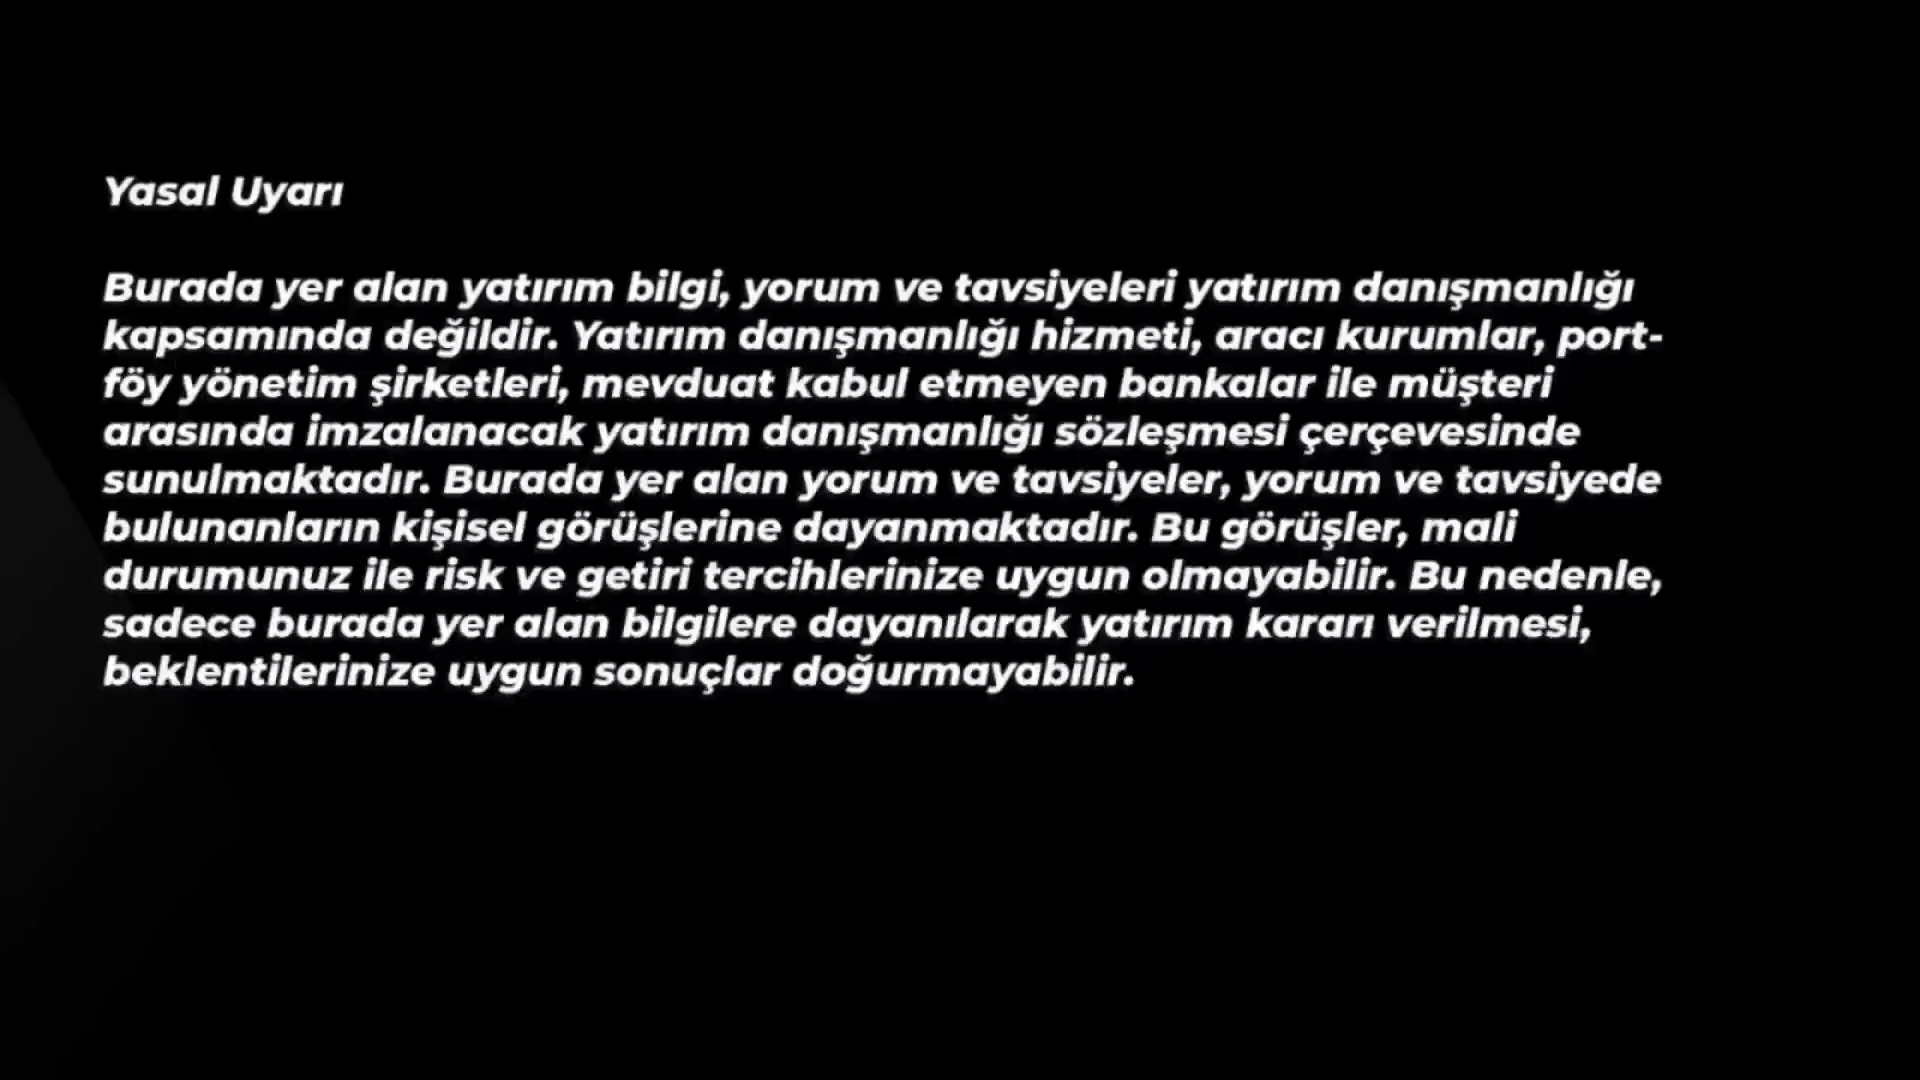 Yasal Uyarı
Burada yer alan yatırım bilgi, yorum ve tavsiyeleri yatırım danışmanlığı
kapsamında değildir. Yatırım danışmanlığı hizmeti, aracı kurumlar, port-
föy yönetim şirketleri, mevduat kabul etmeyen bankalar ile müşteri
arasında imzalanacak yatırım danışmanlığı sözleşmesi çerçevesinde
sunulmaktadır. Burada yer alan yorum ve tavsiyeler, yorum ve tavsiyede
bulunanların kişisel görüşlerine dayanmaktadır. Bu görüşler, mali
durumunuz ile risk ve getiri tercihlerinize uygun olmayabilir. Bu nedenle,
sadece burada yer alan bilgilere dayanılarak yatırım kararı verilmesi,
beklentilerinize uygun sonuçlar doğurmayabilir.